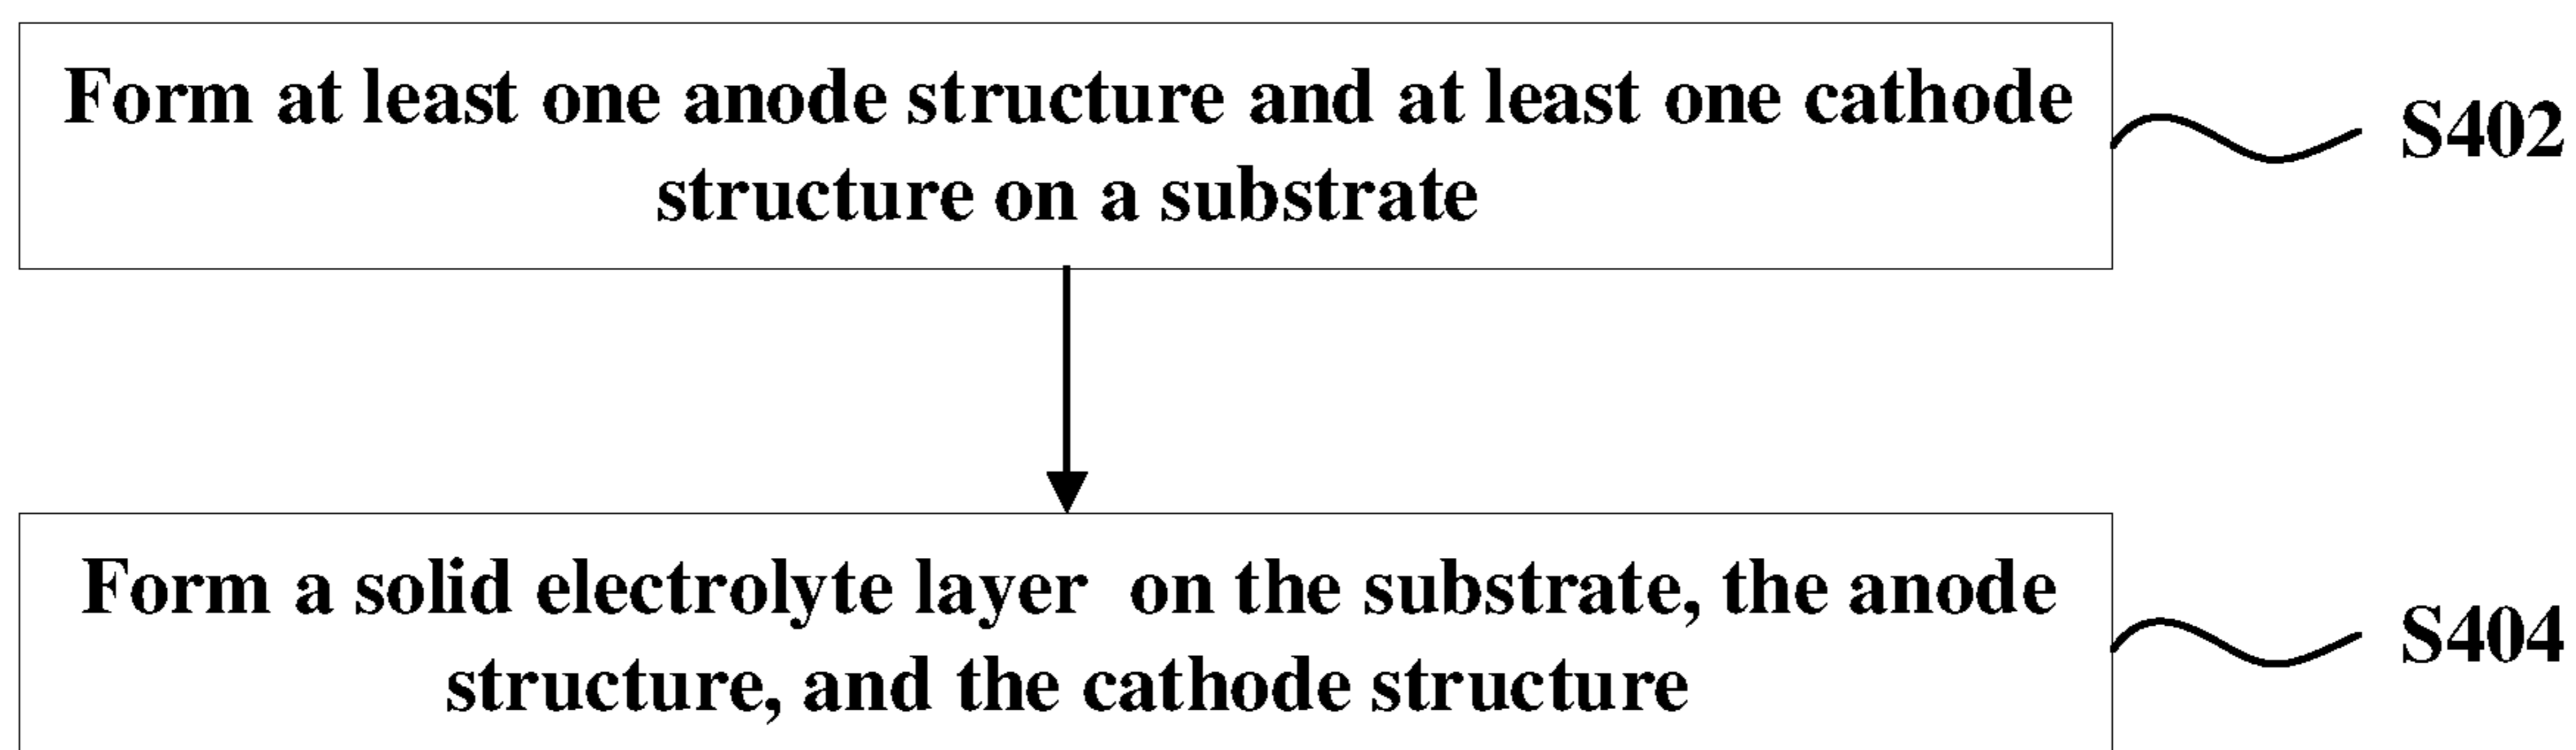 Form at least one anode structure and at least one cathode
structure on a substrate
S402
Form a solid electrolyte layer on the substrate, the anode
structure, and the cathode structure
S404